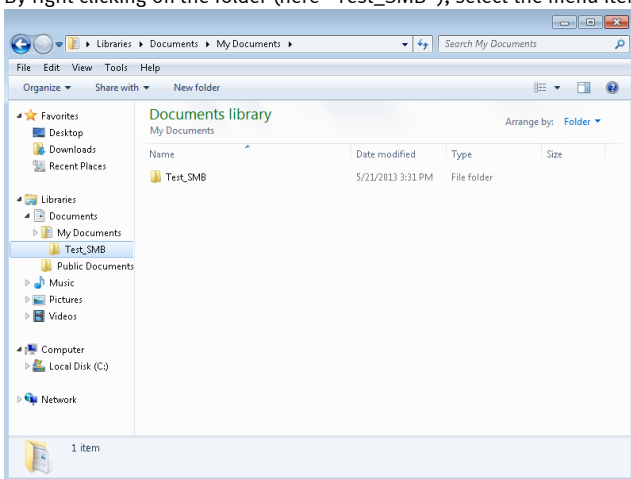 By right clicking on the folder (here "Test_SMB"), select the menu item
Libraries Documents My Documents
Search My Documents
File Edit View Tools Help
Organize Share with New folder
Favorites
Desktop
Downloads
Recent Places
Libraries
Documents
My Documents
Test_SMB
Public Documents
Music
Pictures
Videos
Computer
Local Disk (C:)
Network
Documents library
My Documents
Arrange by: Folder
Name Date modified Type Size
Test_SMB 5/21/2013 3:31 PM File folder
1 item